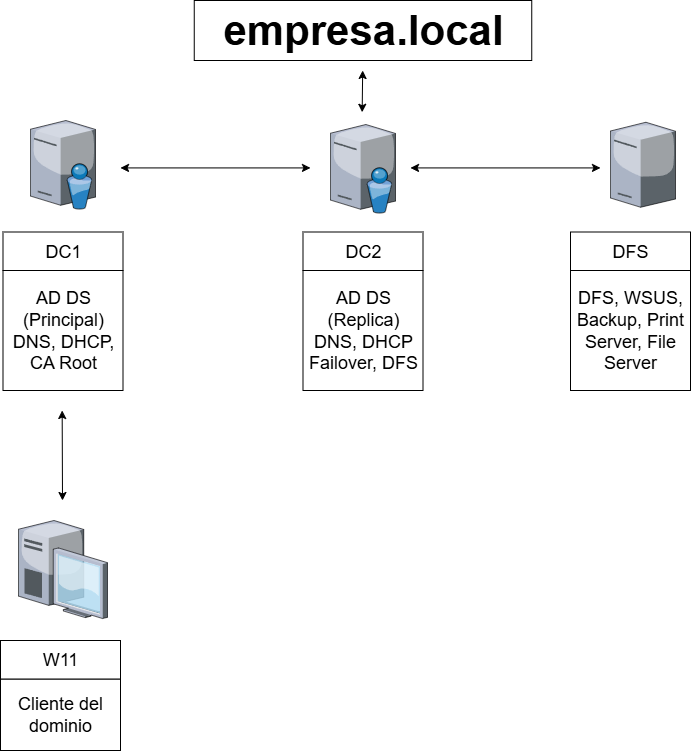 empresa.local
DC1
AD DS
(Principal)
DNS, DHCP,
CA Root
DC2
AD DS
(Replica)
DNS, DHCP
Failover, DFS
DFS
DFS, WSUS,
Backup, Print
Server, File
Server
W11
Cliente del
dominio